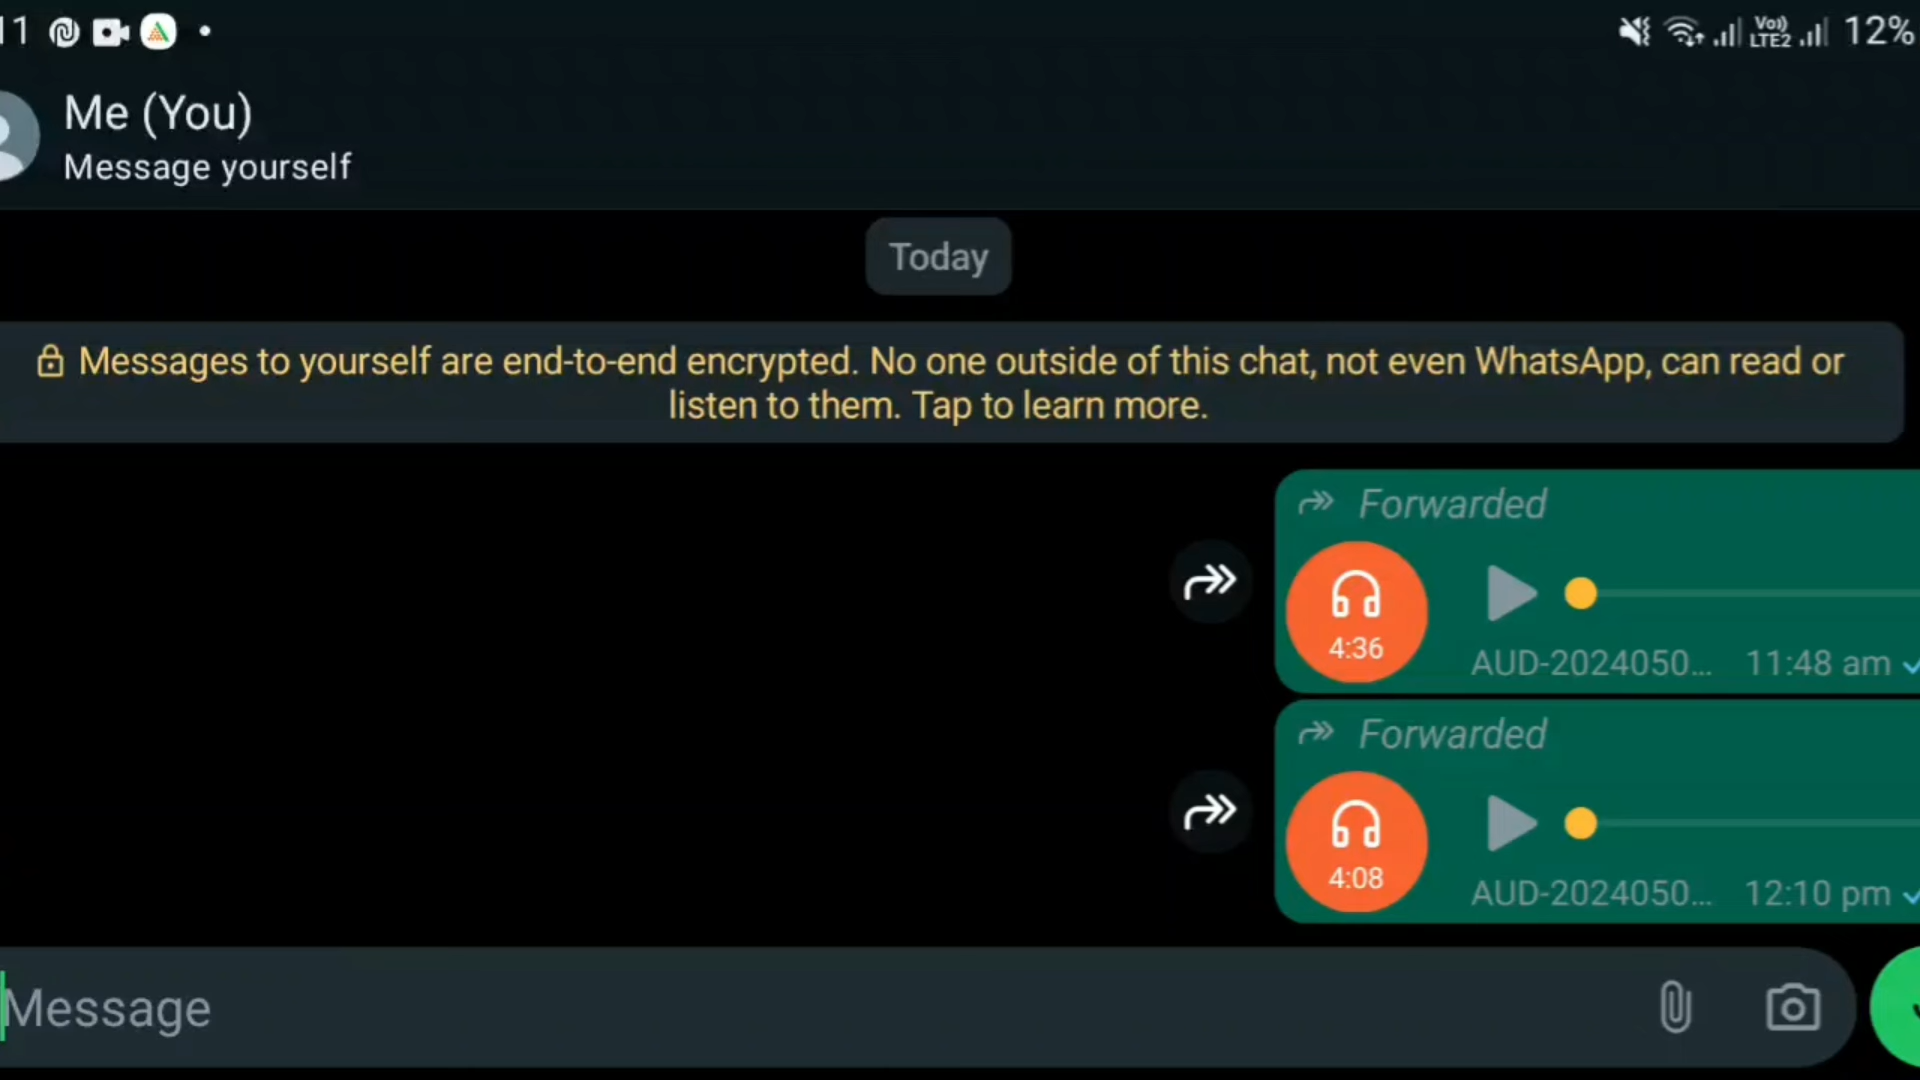 11 12%
Vo)) LTE2
Me (You)
Message yourself
Today
Messages to yourself are end-to-end encrypted. No one outside of this chat, not even WhatsApp, can read or
listen to them. Tap to learn more.
Forwarded
4:36
AUD-2024050... 11:48 am
Forwarded
4:08
AUD-2024050... 12:10 pm
Message